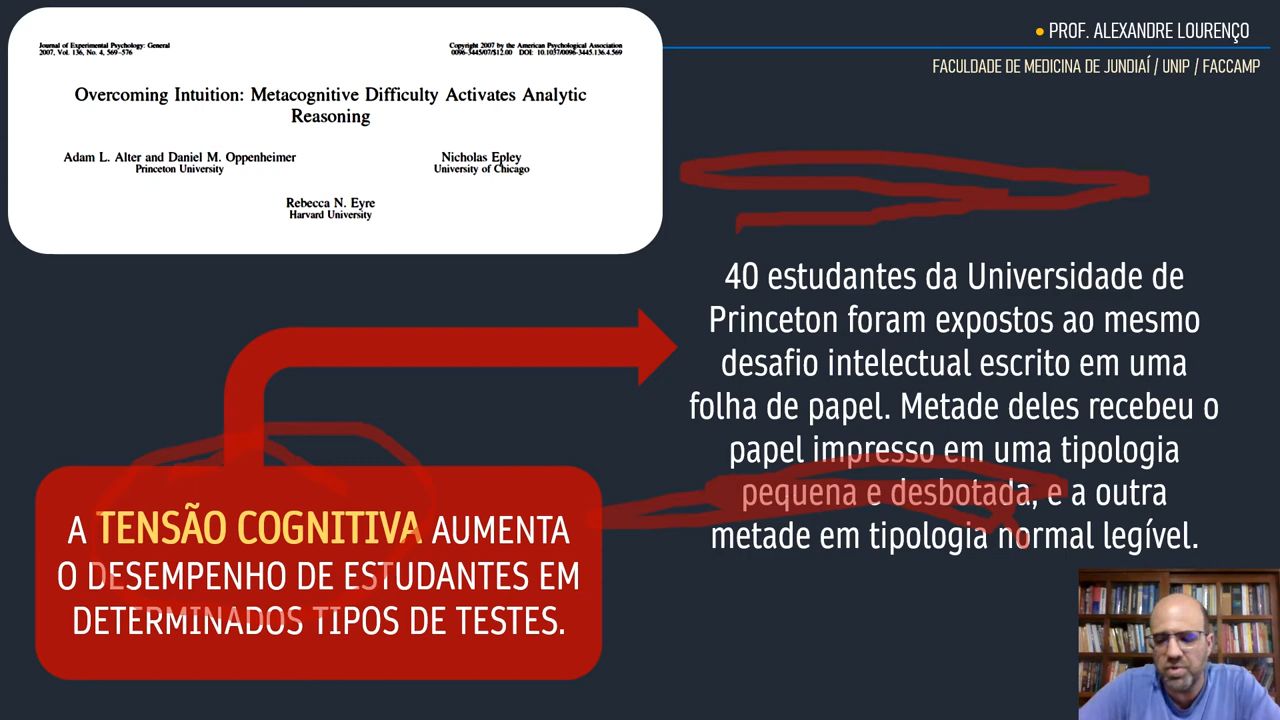 Journal of Experimental Psychology: General
2007, Vol. 136, No. 4, 569–576
Copyright 2007 by the American Psychological Association
0096-3445/07/$12.00 DOI: 10.1037/0096-3445.136.4.569
Overcoming Intuition: Metacognitive Difficulty Activates Analytic
Reasoning
Adam L. Alter and Daniel M. Oppenheimer
Princeton University
Nicholas Epley
University of Chicago
Rebecca N. Eyre
Harvard University
PROF. ALEXANDRE LOURENÇO
FACULDADE DE MEDICINA DE JUNDIAÍ / UNIP / FACCAMP
40 estudantes da Universidade de
Princeton foram expostos ao mesmo
desafio intelectual escrito em uma
folha de papel. Metade deles recebeu o
papel impresso em uma tipologia
pequena e desbotada, e a outra
metade em tipologia normal legível.
A TENSÃO COGNITIVA AUMENTA
O DESEMPENHO DE ESTUDANTES EM
DETERMINADOS TIPOS DE TESTES.